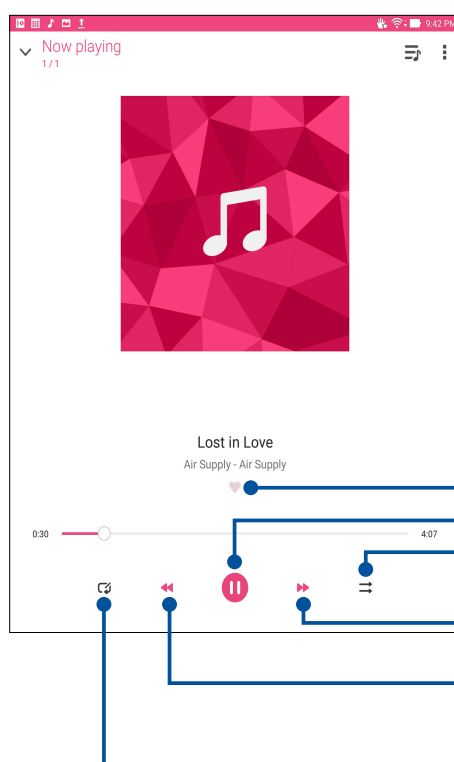 9:42 PM
Now playing
1 / 1
Lost in Love
Air Supply - Air Supply
0:30
4:07